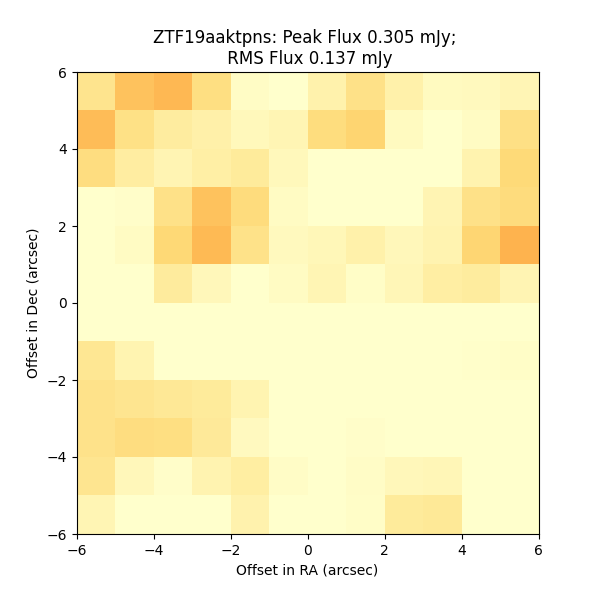 ZTF19aaktpns: Peak Flux 0.305 mJy;
RMS Flux 0.137 mJy
6
4
2
0
−2
−4
−6
Offset in Dec (arcsec)
−6 −4 −2 0 2 4 6
Offset in RA (arcsec)